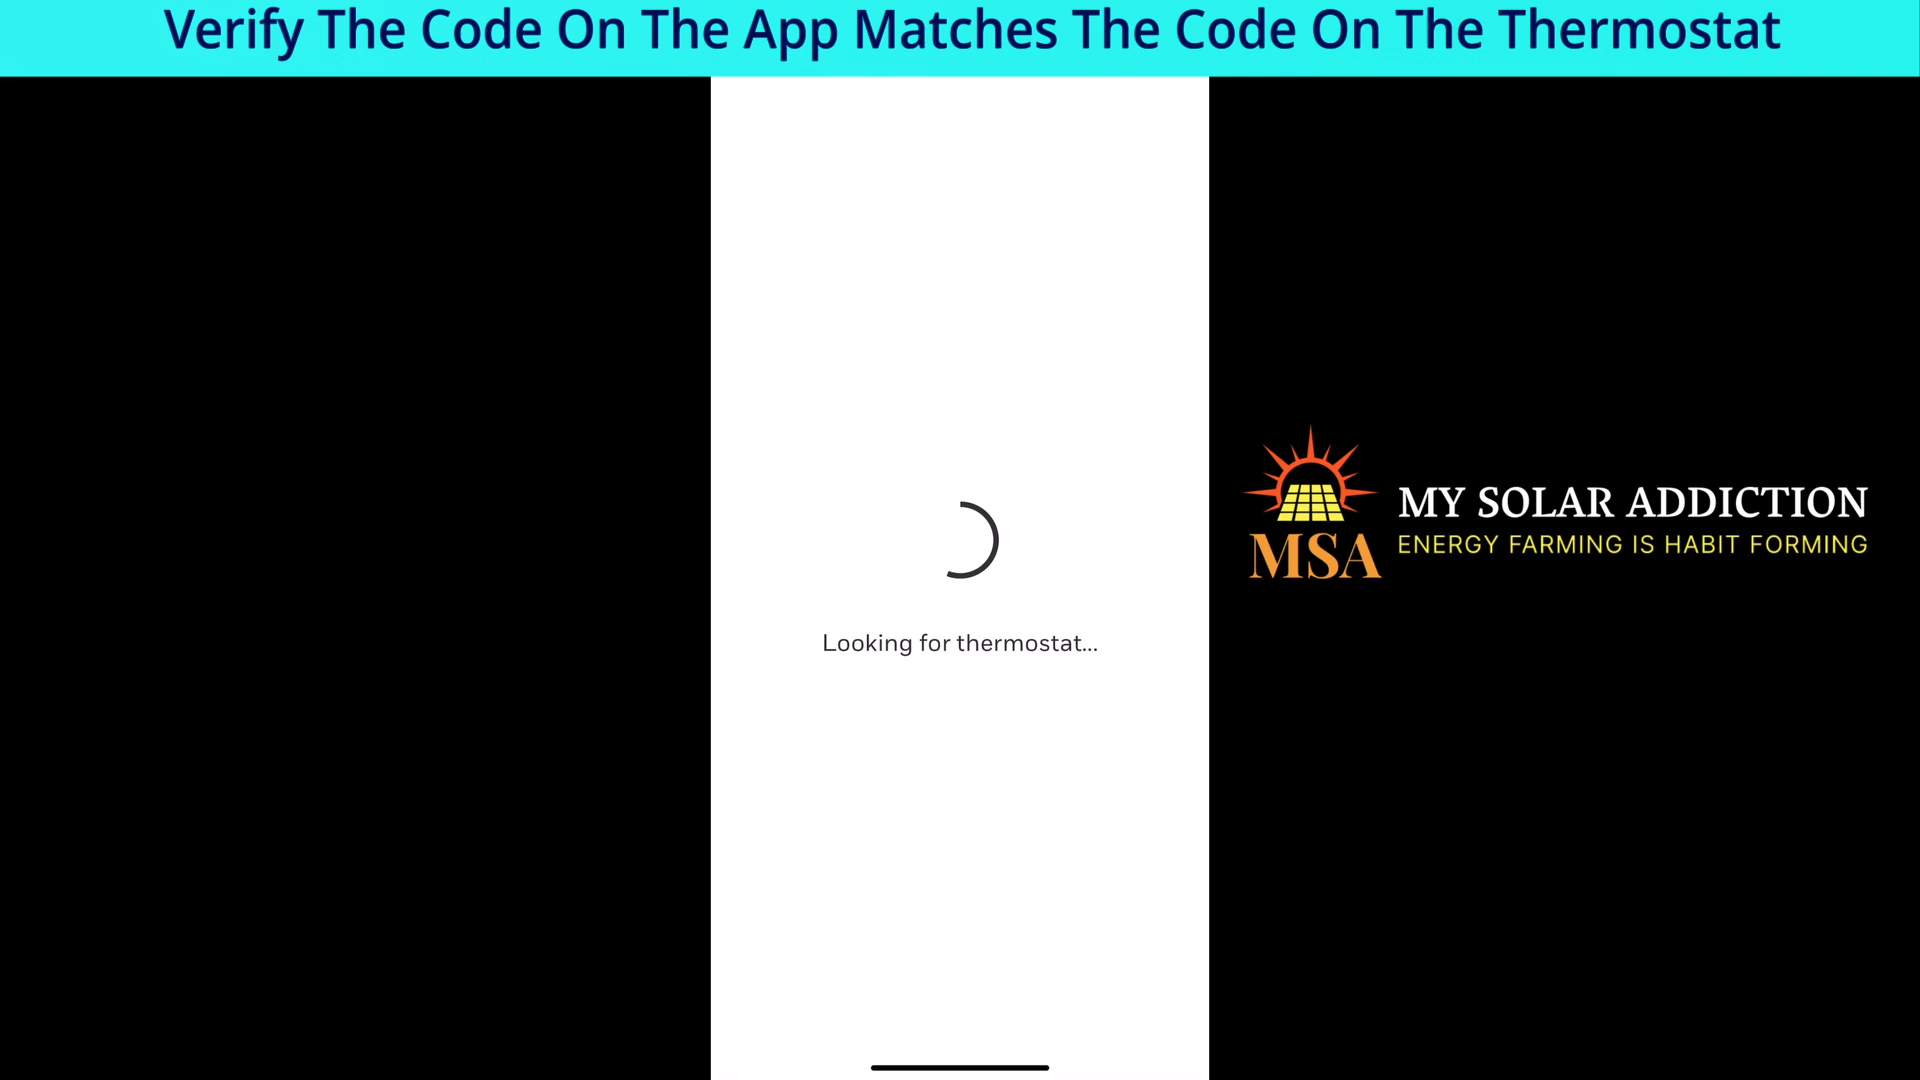 Verify The Code On The App Matches The Code On The Thermostat
Looking for thermostat...
MY SOLAR ADDICTION
ENERGY FARMING IS HABIT FORMING
MSA